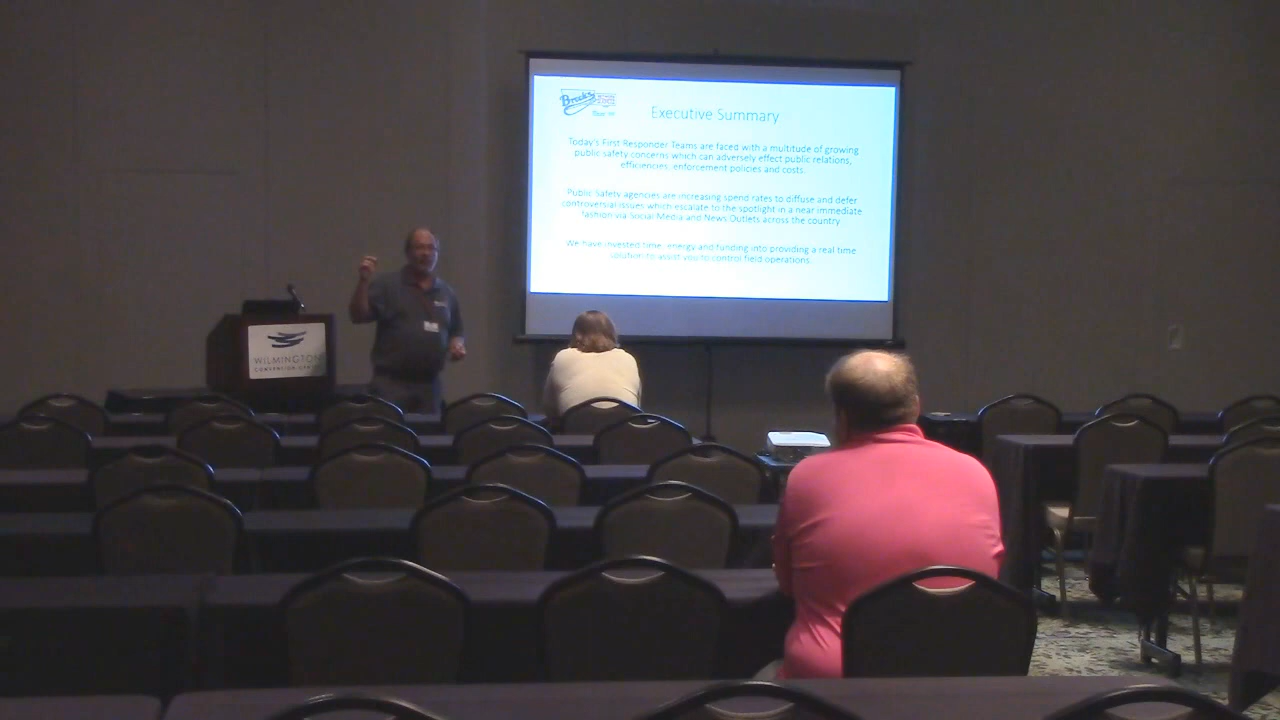 Brooks
Executive Summary
Today's First Responder Teams are faced with a multitude of growing
public safety concerns which can adversely effect public relations,
efficiencies, enforcement policies and costs.
Public Safety agencies are increasing spend rates to diffuse and defer
controversial issues which escalate to the spotlight in a near immediate
fashion via Social Media and News Outlets across the country
We have invested time, energy and funding into providing a real time
solution to assist you to control field operations.
WILMINGTON
CONVENTION CENTER